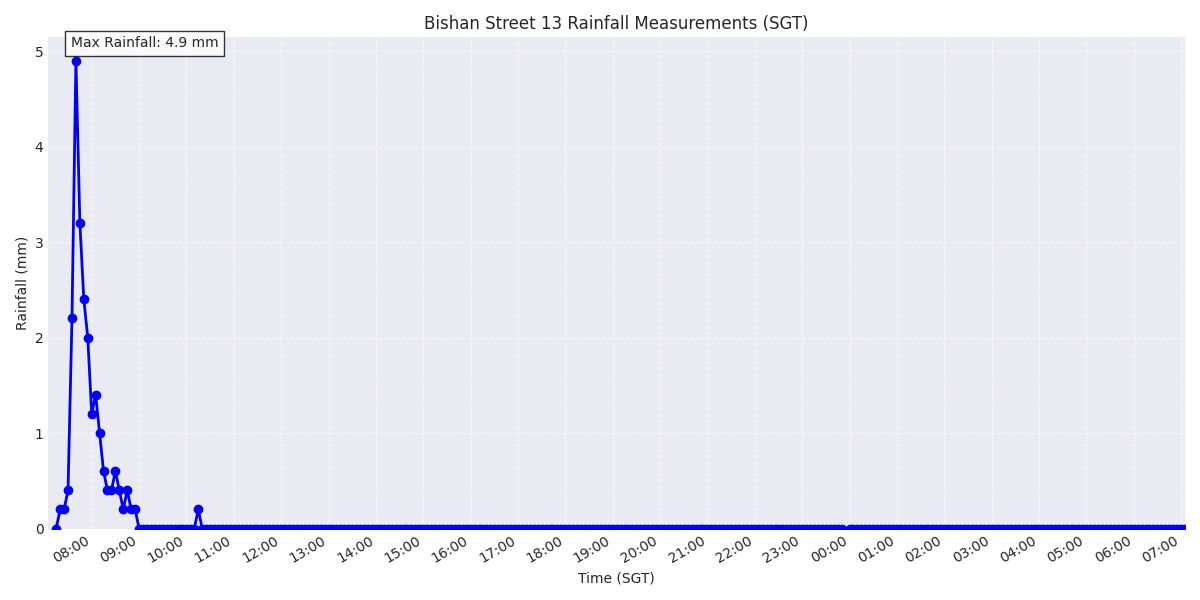 Bishan Street 13 Rainfall Measurements (SGT)
Max Rainfall: 4.9 mm
5
4
3
2
1
0
Rainfall (mm)
08:00 09:00 10:00 11:00 12:00 13:00 14:00 15:00 16:00 17:00 18:00 19:00 20:00 21:00 22:00 23:00 00:00 01:00 02:00 03:00 04:00 05:00 06:00 07:00
Time (SGT)